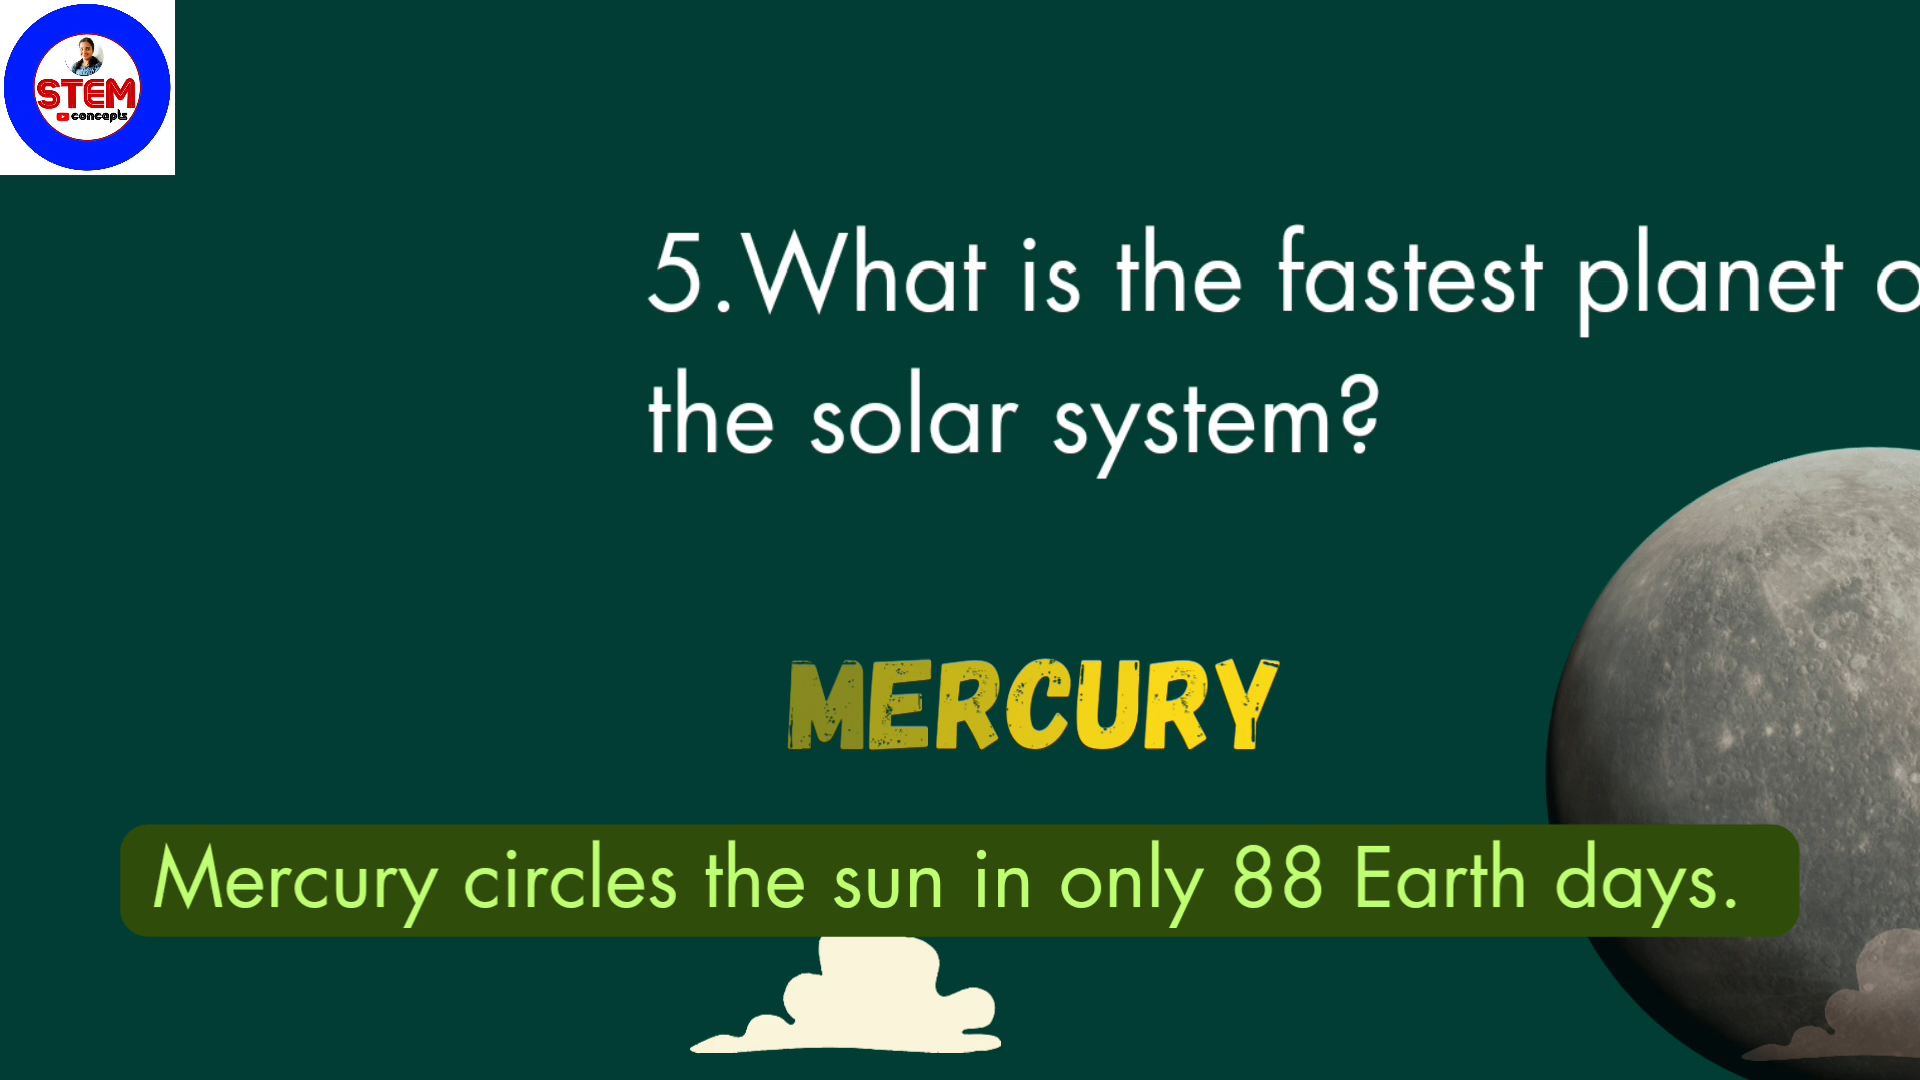 STEM
concepts
5.What is the fastest planet o
the solar system?
MERCURY
Mercury circles the sun in only 88 Earth days.